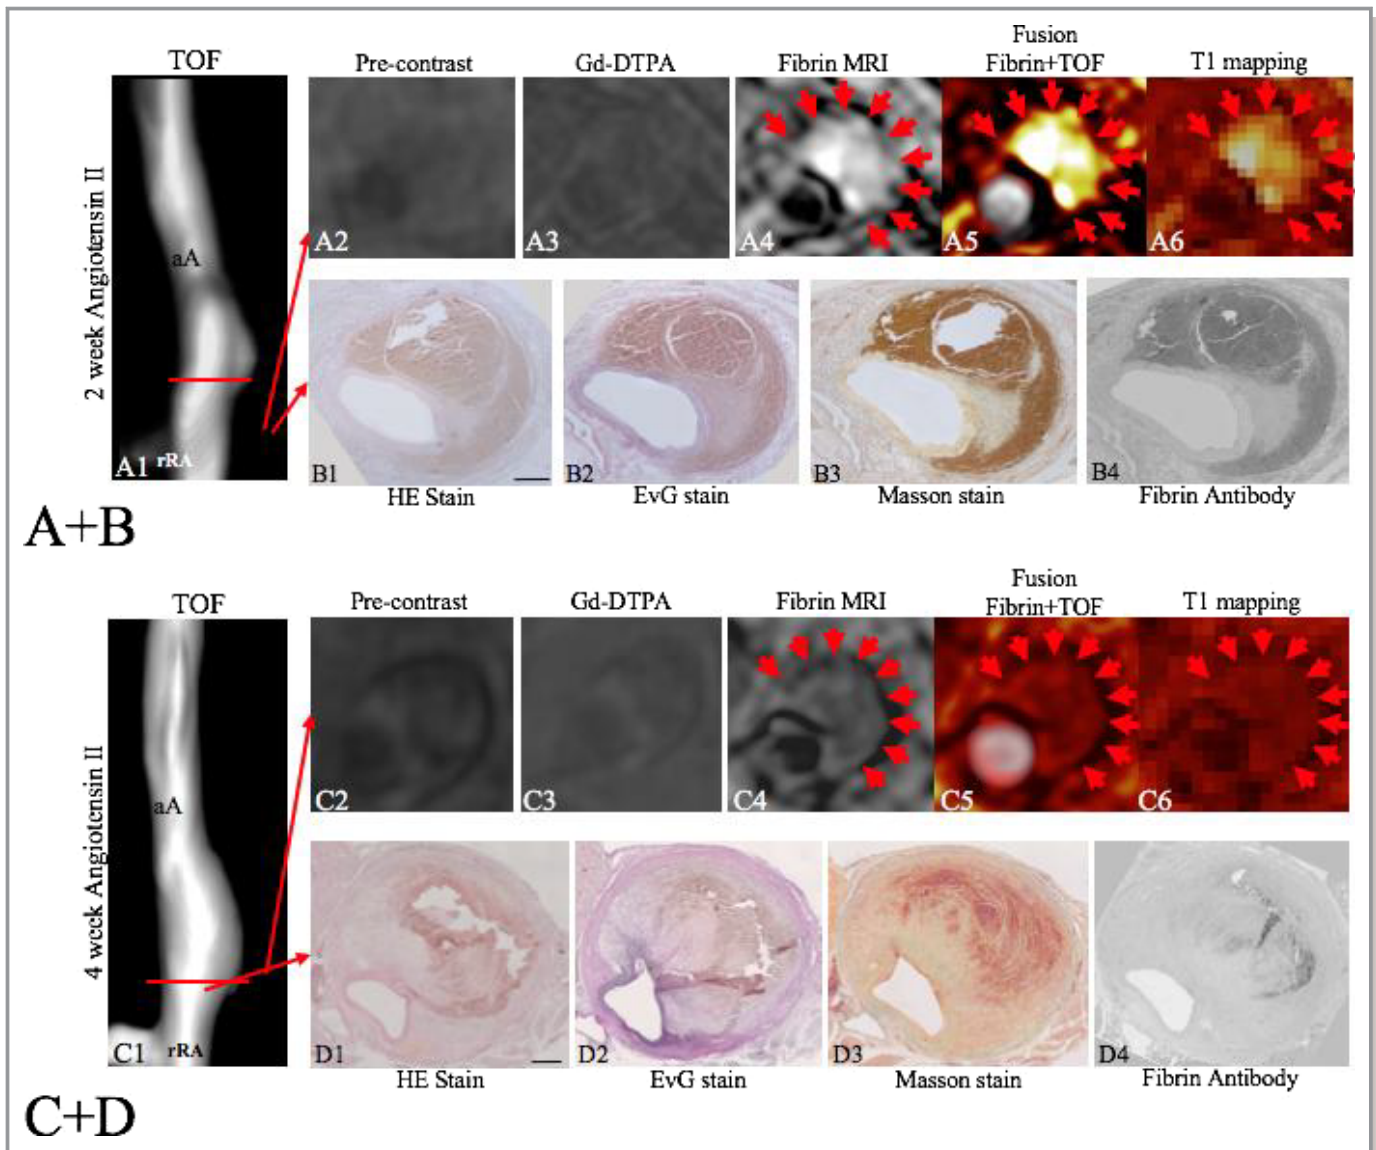 Fusion
TOF Pre-contrast Gd-DTPA Fibrin MRI Fibrin+TOF T1 mapping
2 week Angiotensin II
aA
A2 A3 A4 A5 A6
A1 rRA
B1 B2 B3 B4
HE Stain EvG stain Masson stain Fibrin Antibody
A+B
Fusion
TOF Pre-contrast Gd-DTPA Fibrin MRI Fibrin+TOF T1 mapping
4 week Angiotensin II
aA
C2 C3 C4 C5 C6
C1 rRA
D1 D2 D3 D4
HE Stain EvG stain Masson stain Fibrin Antibody
C+D